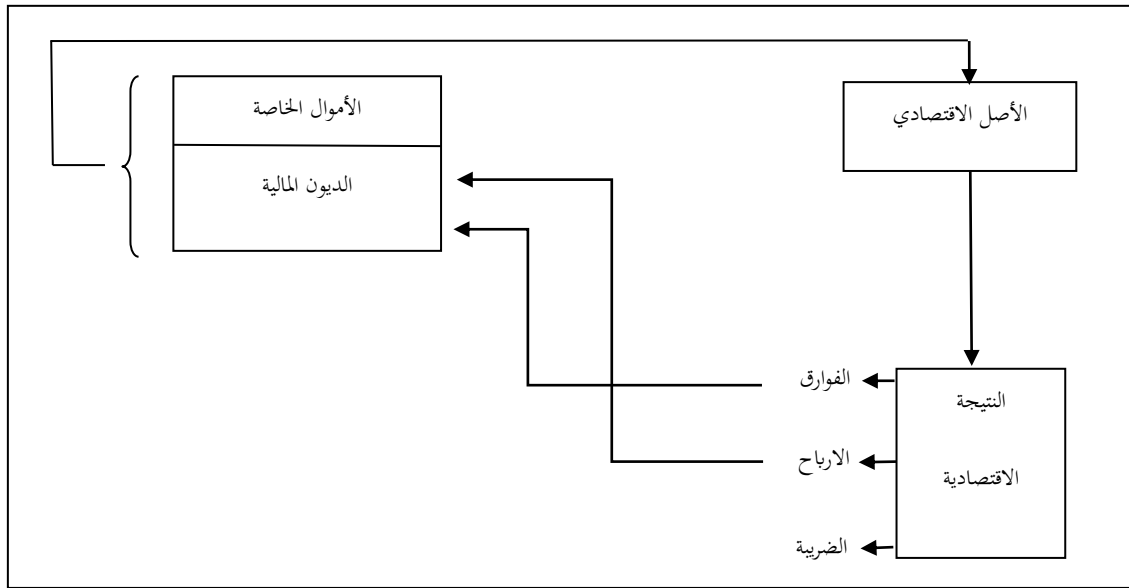 الأصل الاقتصادي
الأموال الخاصة
الديون المالية
النتيجة
الاقتصادية
الفوارق
الارباح
الضريبة